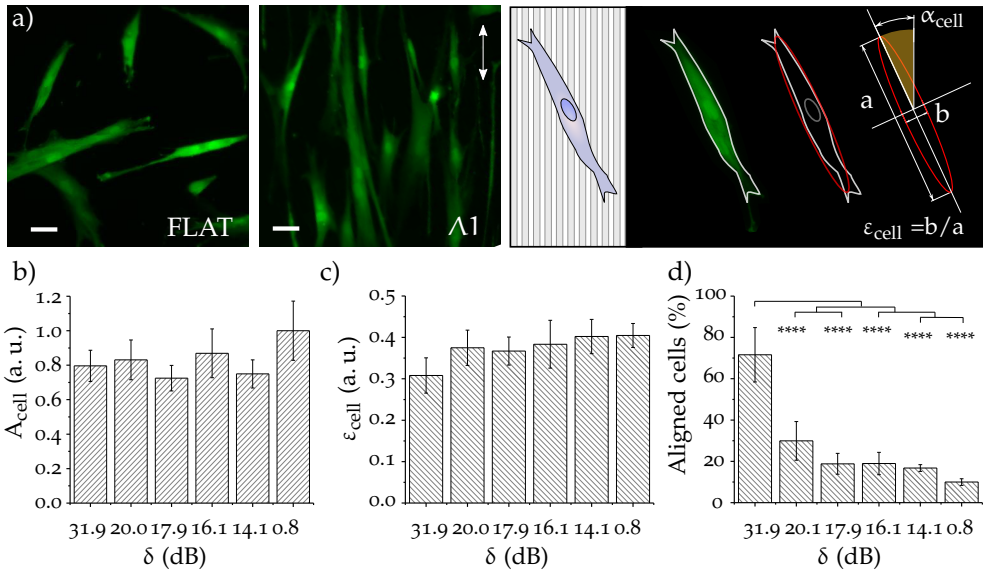 a)
FLAT
Λ1
α_cell
a
b
ε_cell =b/a
b)
A_cell (a. u.)
1.2
1.0
0.8
0.6
0.4
0.2
0.0
31.9 20.0 17.9 16.1 14.1 0.8
δ (dB)
c)
ε_cell (a. u.)
0.5
0.4
0.3
0.2
0.1
0.0
31.9 20.0 17.9 16.1 14.1 0.8
δ (dB)
d)
Aligned cells (%)
100
80
60
40
20
0
**** **** **** **** ****
31.9 20.1 17.9 16.1 14.1 0.8
δ (dB)